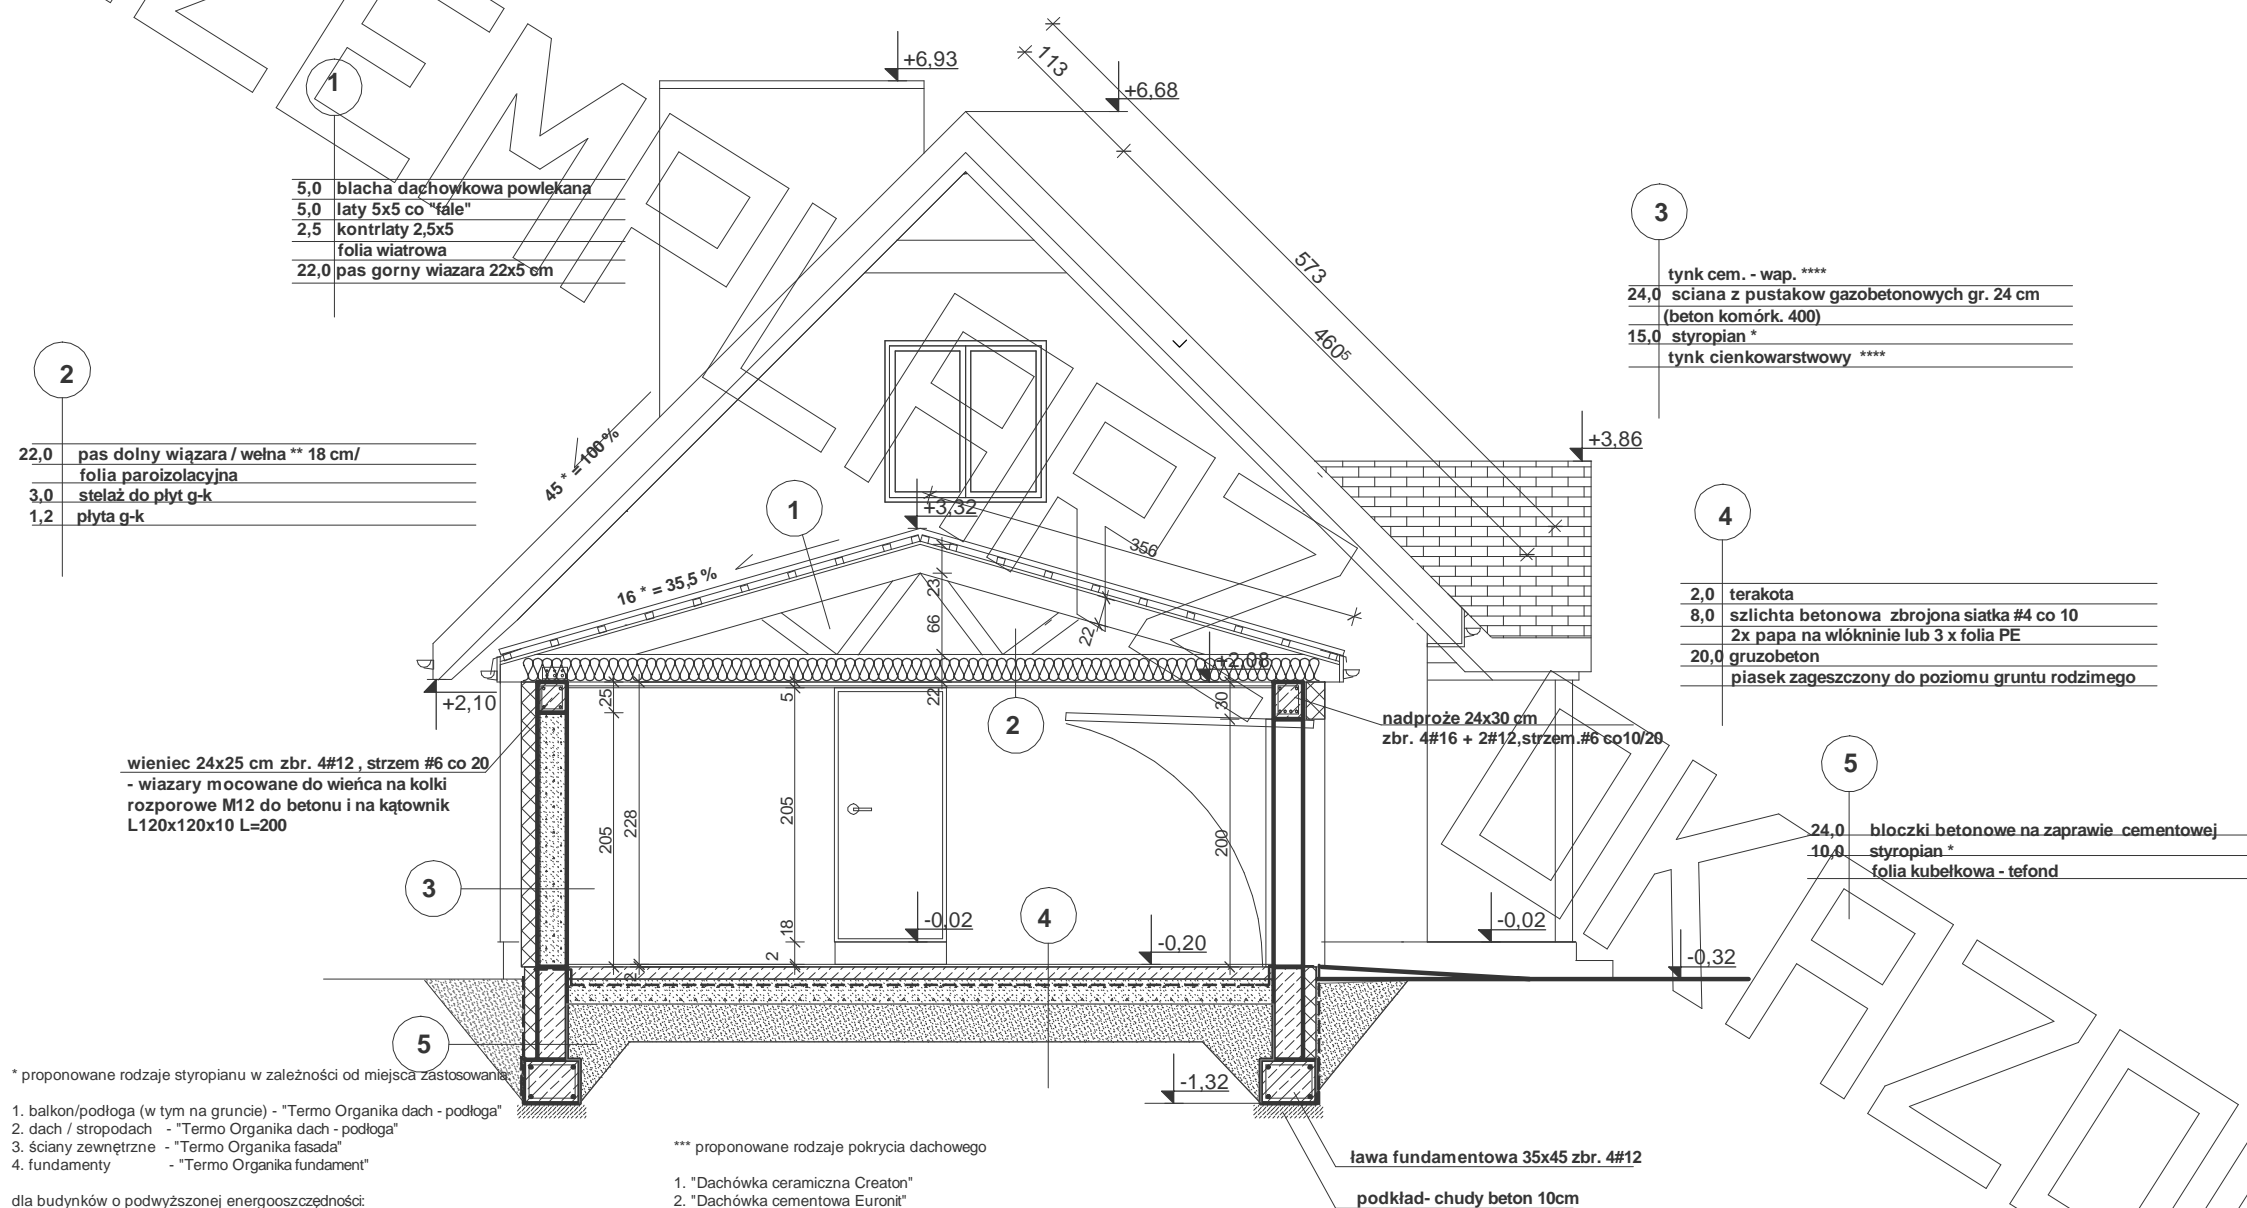 EGZEMPLARZ POKAZOWY
1
5,0 blacha dachowkowa powlekana
5,0 laty 5x5 co "fale"
2,5 kontrlaty 2,5x5
folia wiatrowa
22,0 pas gorny wiazara 22x5 cm
2
22,0 pas dolny wiązara / wełna ** 18 cm/
folia paroizolacyjna
3,0 stelaż do płyt g-k
1,2 płyta g-k
3
tynk cem. - wap. ****
24,0 sciana z pustakow gazobetonowych gr. 24 cm
(beton komórk. 400)
15,0 styropian *
tynk cienkowarstwowy ****
4
2,0 terakota
8,0 szlichta betonowa zbrojona siatka #4 co 10
2x papa na wlókninie lub 3 x folia PE
20,0 gruzobeton
piasek zageszczony do poziomu gruntu rodzimego
5
24,0 bloczki betonowe na zaprawie cementowej
10,0 styropian *
folia kubełkowa - tefond
+6,93
+6,68
113
573
460⁵
+3,86
45 * = 100 %
16 * = 35,5 %
1
+3,32
356
23
66
22
22
+2,08
+2,10
25
5
30
2
nadproże 24x30 cm
zbr. 4#16 + 2#12,strzem.#6 co10/20
wieniec 24x25 cm zbr. 4#12 , strzem #6 co 20
- wiazary mocowane do wieńca na kolki
rozporowe M12 do betonu i na kątownik
L120x120x10 L=200
205
228
205
200
3
4
18
2
2
-0,02
-0,20
-0,02
-0,32
5
-1,32
* proponowane rodzaje styropianu w zależności od miejsca zastosowania:
1. balkon/podłoga (w tym na gruncie) - "Termo Organika dach - podłoga"
2. dach / stropodach - "Termo Organika dach - podłoga"
3. ściany zewnętrzne - "Termo Organika fasada"
4. fundamenty - "Termo Organika fundament"
dla budynków o podwyższonej energooszczędności:
*** proponowane rodzaje pokrycia dachowego
1. "Dachówka ceramiczna Creaton"
2. "Dachówka cementowa Euronit"
ława fundamentowa 35x45 zbr. 4#12
podkład- chudy beton 10cm